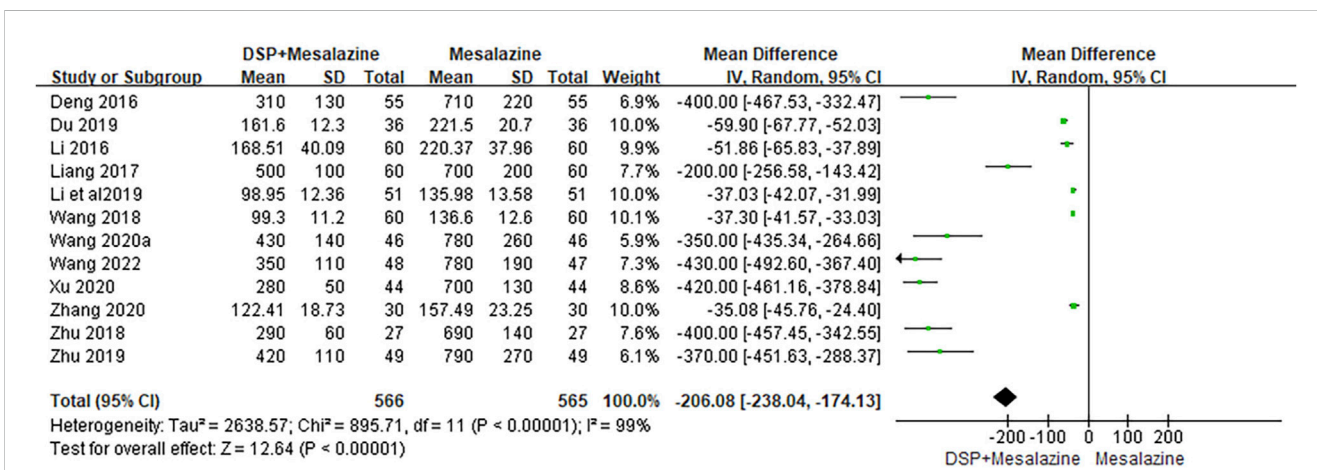 DSP+Mesalazine Mesalazine Mean Difference Mean Difference
Study or Subgroup Mean SD Total Mean SD Total Weight IV, Random, 95% CI IV, Random, 95% CI
Deng 2016 310 130 55 710 220 55 6.9% -400.00 [-467.53, -332.47]
Du 2019 161.6 12.3 36 221.5 20.7 36 10.0% -59.90 [-67.77, -52.03]
Li 2016 168.51 40.09 60 220.37 37.96 60 9.9% -51.86 [-65.83, -37.89]
Liang 2017 500 100 60 700 200 60 7.7% -200.00 [-256.58, -143.42]
Li et al2019 98.95 12.36 51 135.98 13.58 51 10.0% -37.03 [-42.07, -31.99]
Wang 2018 99.3 11.2 60 136.6 12.6 60 10.1% -37.30 [-41.57, -33.03]
Wang 2020a 430 140 46 780 260 46 5.9% -350.00 [-435.34, -264.66]
Wang 2022 350 110 48 780 190 47 7.3% -430.00 [-492.60, -367.40]
Xu 2020 280 50 44 700 130 44 8.6% -420.00 [-461.16, -378.84]
Zhang 2020 122.41 18.73 30 157.49 23.25 30 10.0% -35.08 [-45.76, -24.40]
Zhu 2018 290 60 27 690 140 27 7.6% -400.00 [-457.45, -342.55]
Zhu 2019 420 110 49 790 270 49 6.1% -370.00 [-451.63, -288.37]
Total (95% CI) 566 565 100.0% -206.08 [-238.04, -174.13]
Heterogeneity: Tau² = 2638.57; Chi² = 895.71, df = 11 (P < 0.00001); I² = 99%
Test for overall effect: Z = 12.64 (P < 0.00001)
-200 -100 0 100 200
DSP+Mesalazine Mesalazine